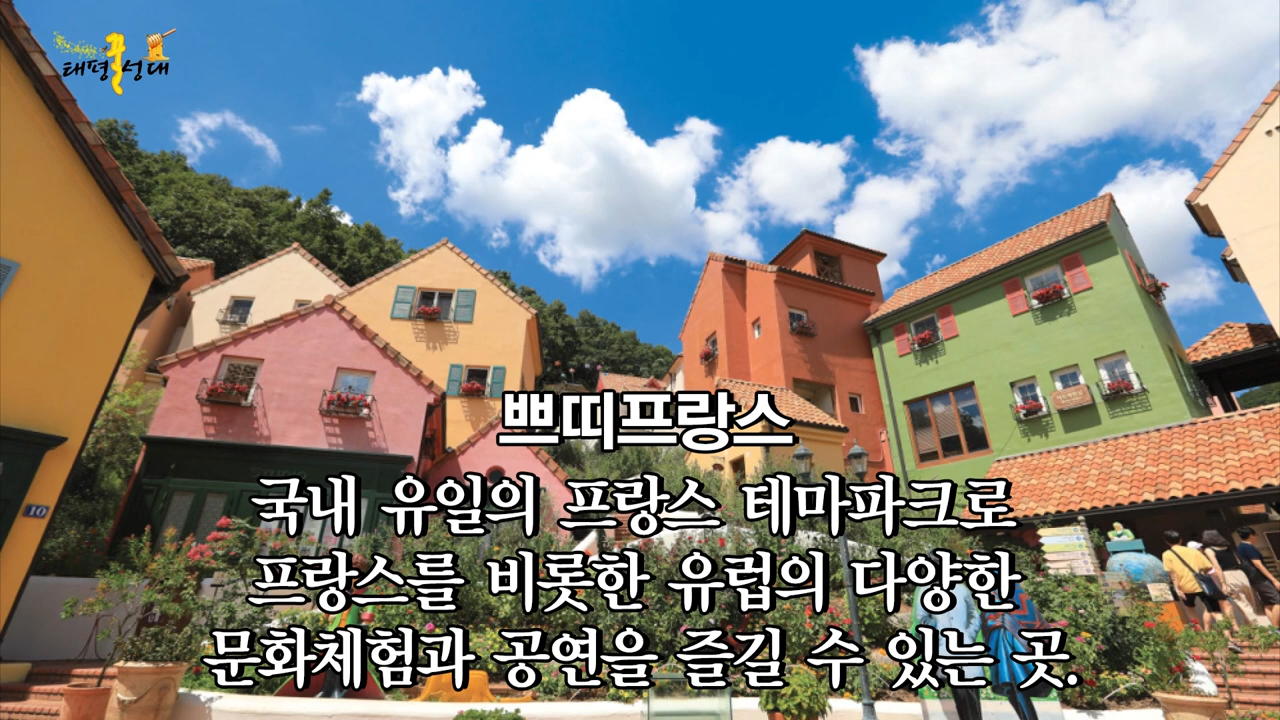 태평꿀성대
쁘띠프랑스
국내 유일의 프랑스 테마파크로
프랑스를 비롯한 유럽의 다양한
문화체험과 공연을 즐길 수 있는 곳.
10